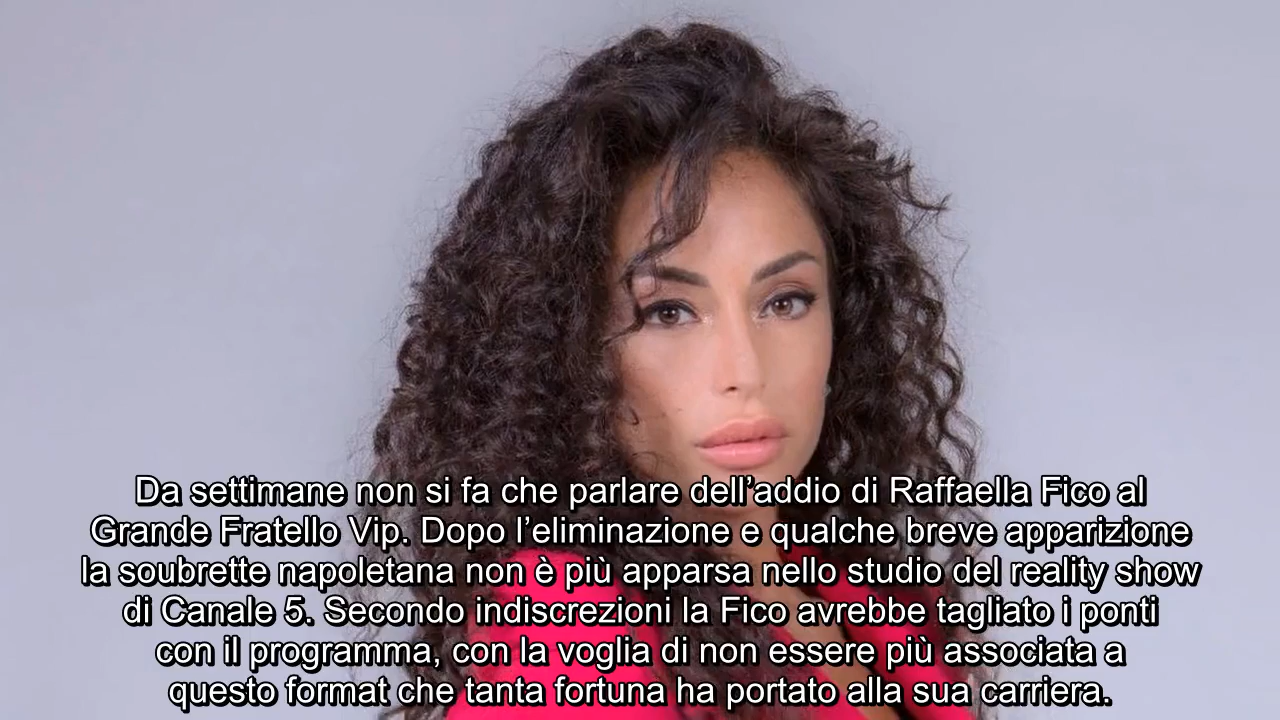 Da settimane non si fa che parlare dell’addio di Raffaella Fico al
Grande Fratello Vip. Dopo l’eliminazione e qualche breve apparizione
la soubrette napoletana non è più apparsa nello studio del reality show
di Canale 5. Secondo indiscrezioni la Fico avrebbe tagliato i ponti
con il programma, con la voglia di non essere più associata a
questo format che tanta fortuna ha portato alla sua carriera.